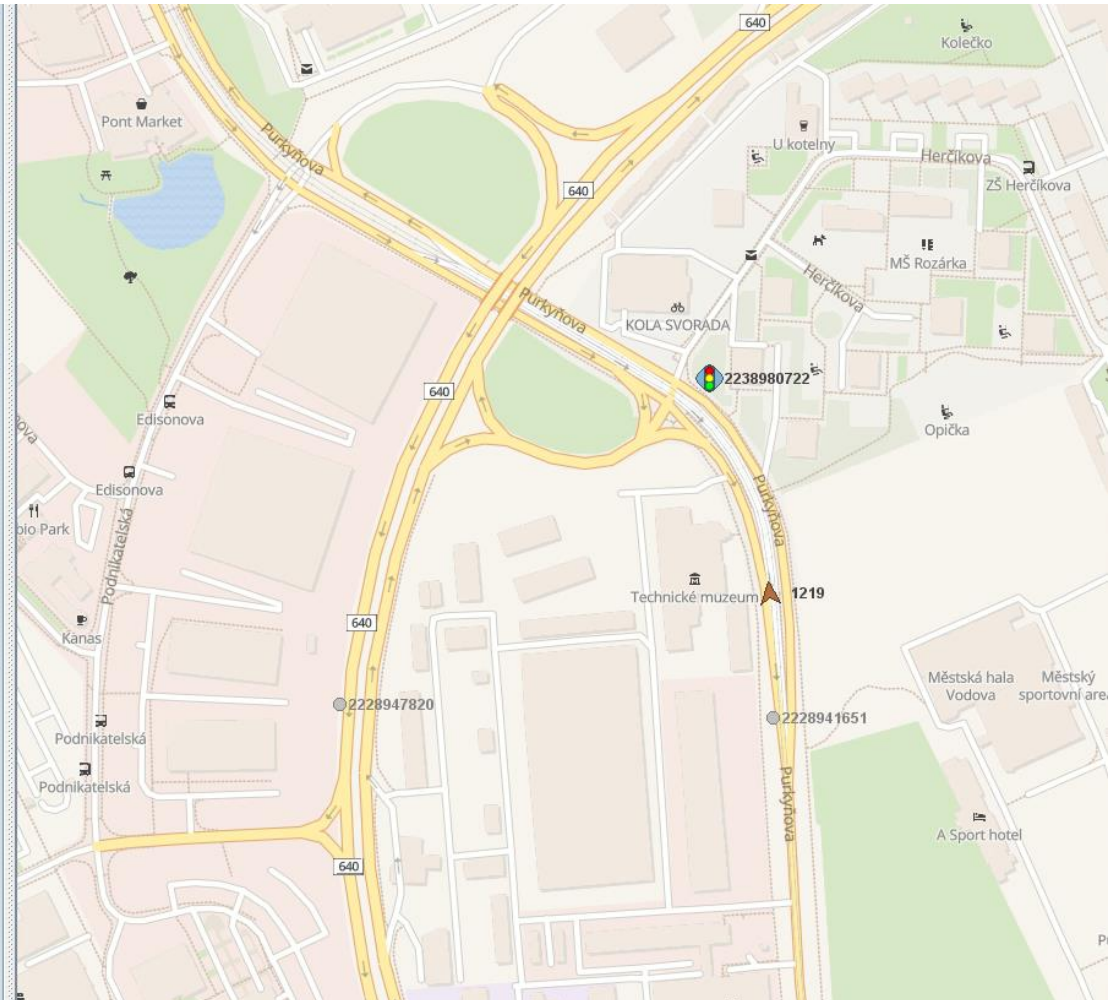 640
Kolečko
Pont Market
Purkyňova
U kotelny
Herčíkova
ZŠ Herčíkova
640
MŠ Rozárka
Herčíkova
Purkyňova
KOLA SVORADA
2238980722
640
Edisonova
Opička
Edisonova
bio Park
Purkyňova
Podnikatelská
Technické muzeum
1219
640
Kanas
Městská hala
Vodova
Městský
sportovní are
2228947820
2228941651
Podnikatelská
Podnikatelská
Purkyňova
A Sport hotel
640